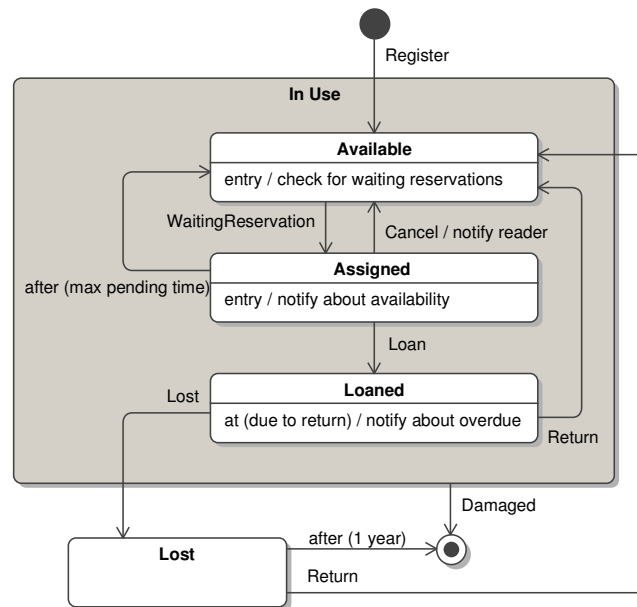 Register
In Use
Available
entry / check for waiting reservations
WaitingReservation
Cancel / notify reader
Assigned
after (max pending time)
entry / notify about availability
Loan
Lost
Loaned
at (due to return) / notify about overdue
Return
Damaged
Lost
after (1 year)
Return